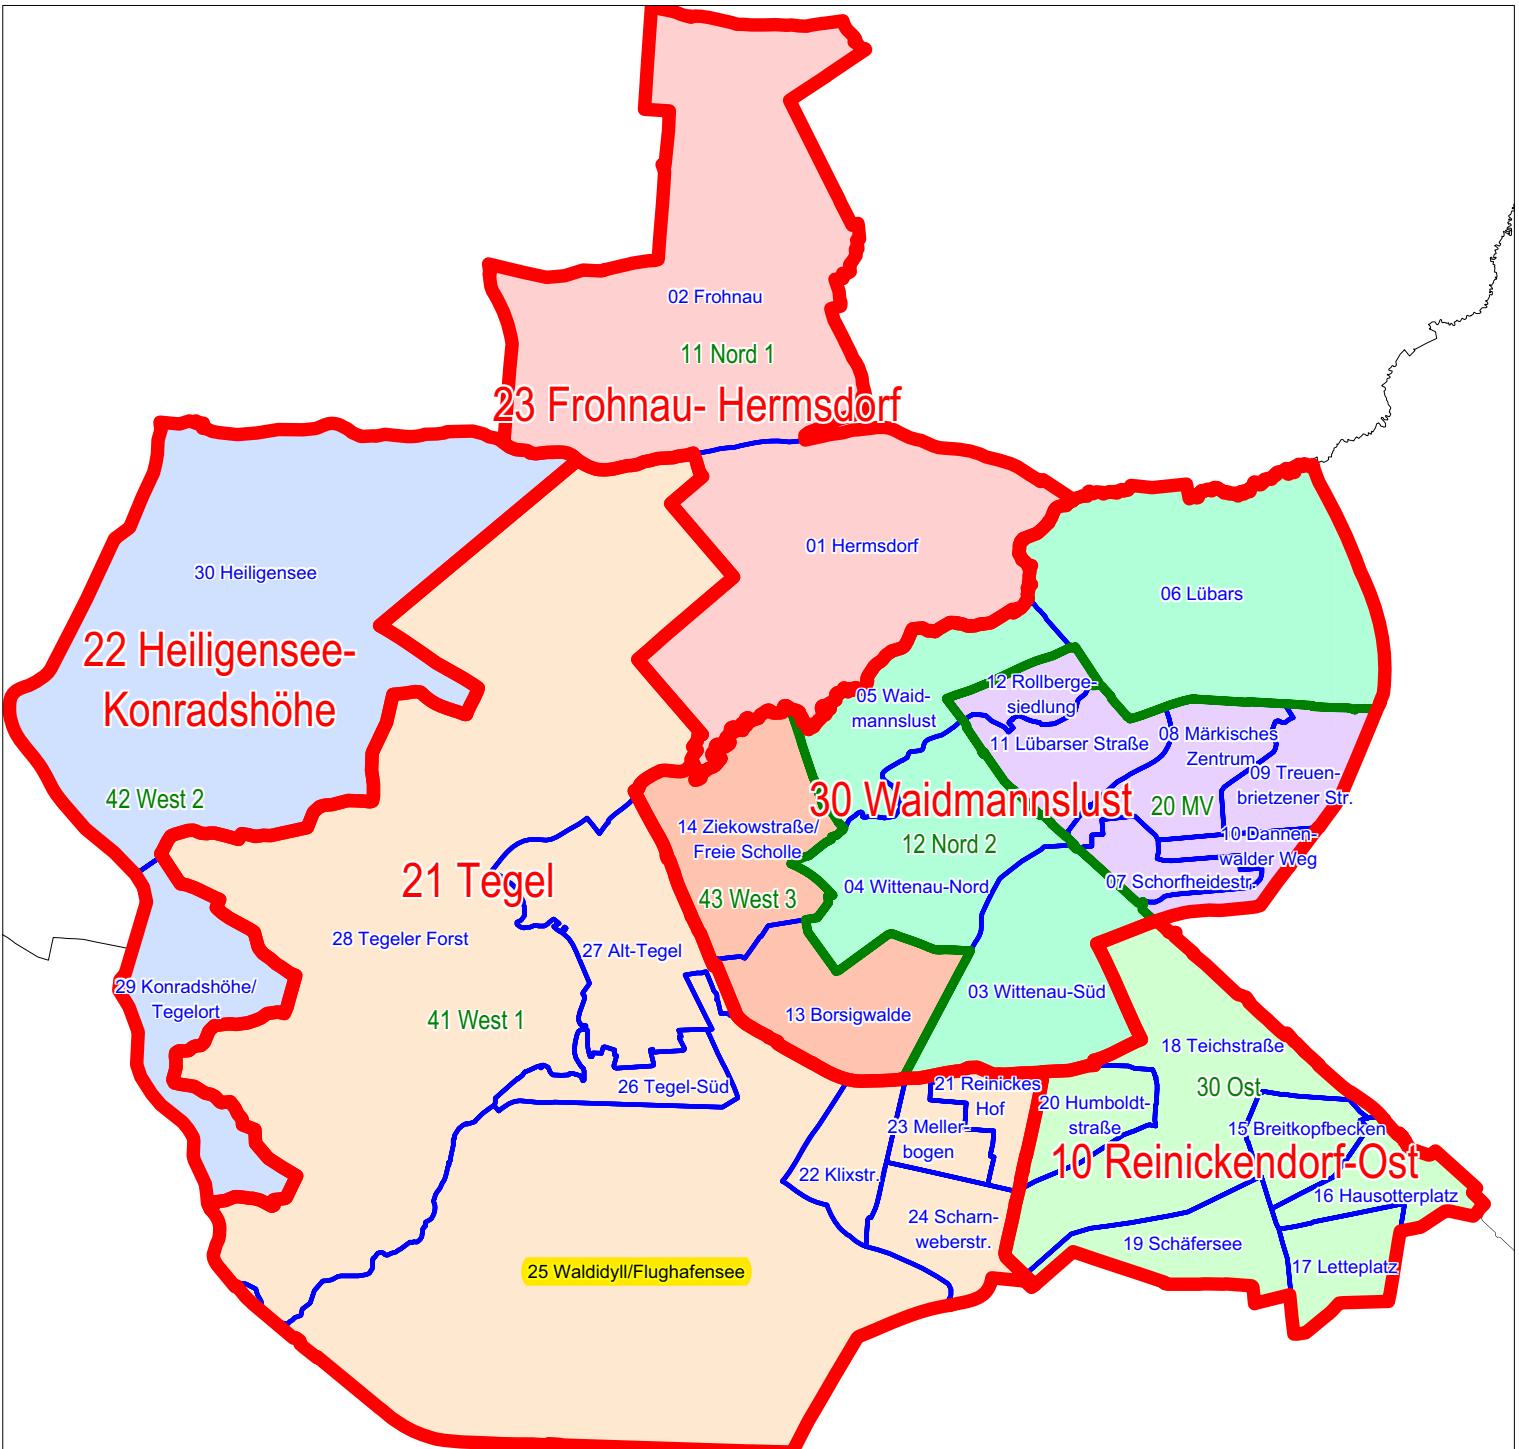 02 Frohnau
11 Nord 1
23 Frohnau- Hermsdorf
01 Hermsdorf
30 Heiligensee
06 Lübars
22 Heiligensee-
Konradshöhe
12 Rollberge-
siedlung
05 Waid-
mannslust
11 Lübarser Straße
08 Märkisches
Zentrum
09 Treuen-
brietzener Str.
42 West 2
30 Waidmannslust
20 MV
14 Ziekowstraße/
Freie Scholle
12 Nord 2
10 Dannen-
walder Weg
21 Tegel
07 Schorfheidestr.
04 Wittenau-Nord
43 West 3
28 Tegeler Forst
27 Alt-Tegel
29 Konradshöhe/
Tegelort
03 Wittenau-Süd
41 West 1
13 Borsigwalde
18 Teichstraße
26 Tegel-Süd
21 Reinickes
Hof
30 Ost
20 Humboldt-
straße
23 Meller-
bogen
15 Breitkopfbecken
10 Reinickendorf-Ost
22 Klixstr.
16 Hausotterplatz
24 Scharn-
weberstr.
19 Schäfersee
25 Waldidyll/Flughafensee
17 Letteplatz